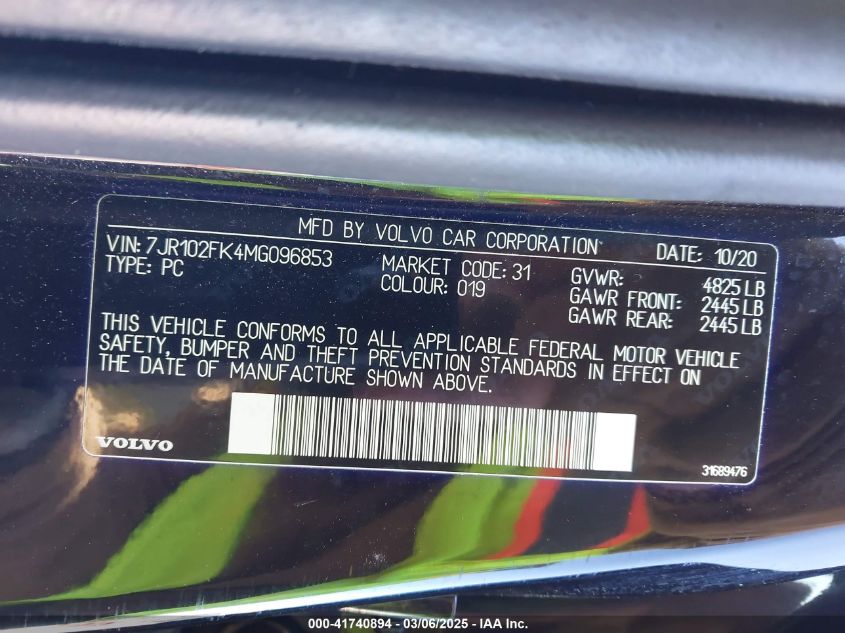 MFD BY VOLVO CAR CORPORATION
DATE: 10/20
VIN: 7JR102FK4MG096853
TYPE: PC
MARKET CODE: 31
COLOUR: 019
GVWR: 4825 LB
GAWR FRONT: 2445 LB
GAWR REAR: 2445 LB
THIS VEHICLE CONFORMS TO ALL APPLICABLE FEDERAL MOTOR VEHICLE
SAFETY, BUMPER AND THEFT PREVENTION STANDARDS IN EFFECT ON
THE DATE OF MANUFACTURE SHOWN ABOVE.
VOLVO
31689476
000-41740894 - 03/06/2025 - IAA Inc.